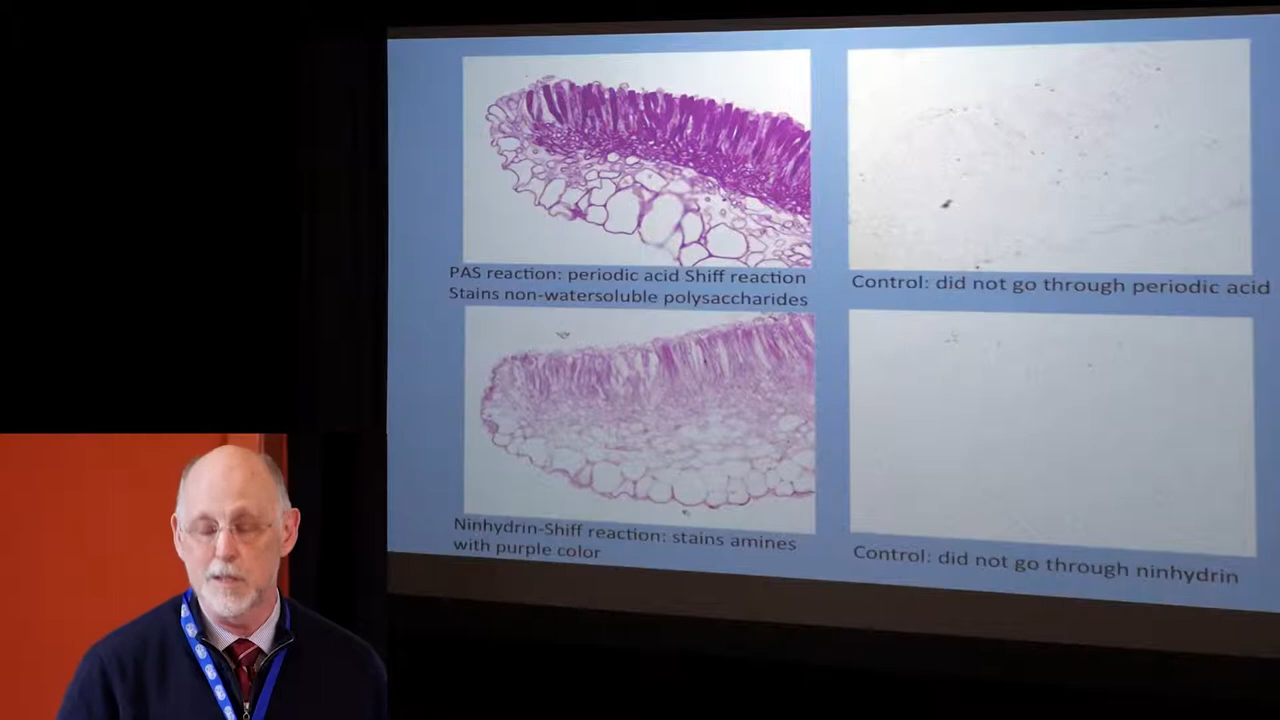 PAS reaction: periodic acid Shiff reaction
Stains non-watersoluble polysaccharides
Control: did not go through periodic acid
Ninhydrin-Shiff reaction: stains amines
with purple color
Control: did not go through ninhydrin